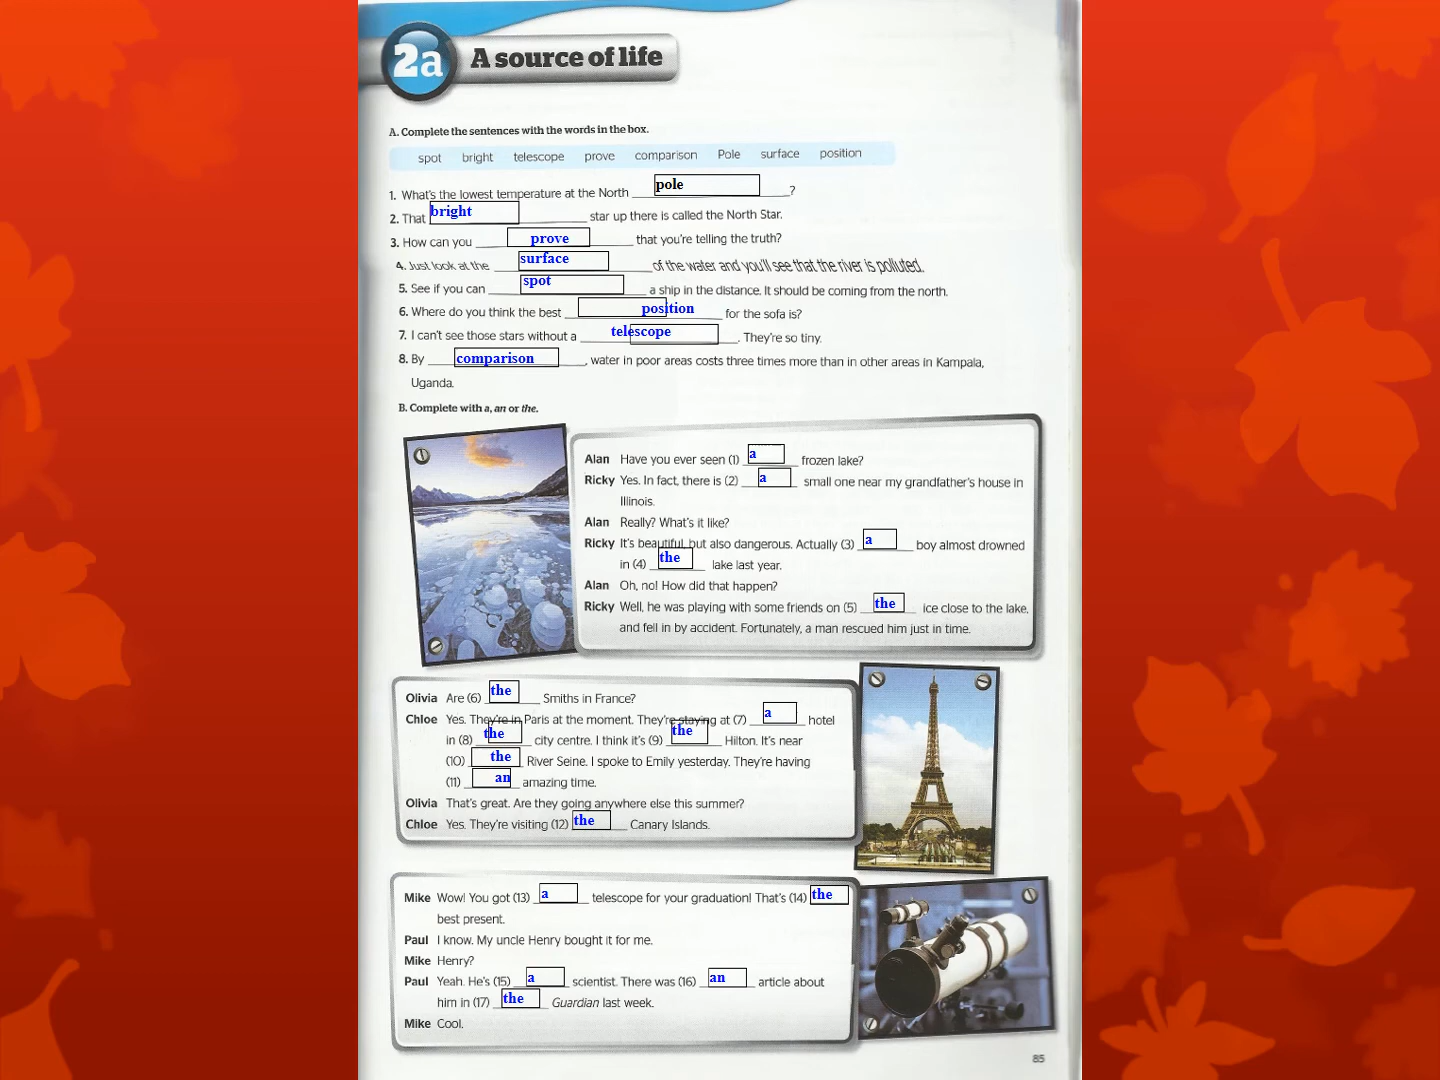 2a A source of life
A. Complete the sentences with the words in the box.
spot bright telescope prove comparison Pole surface position
1. What's the lowest temperature at the North pole ?
2. That bright star up there is called the North Star.
3. How can you prove that you're telling the truth?
4. Just look at the surface of the water and you'll see that the river is polluted.
5. See if you can spot a ship in the distance. It should be coming from the north.
6. Where do you think the best position for the sofa is?
7. I can't see those stars without a telescope. They're so tiny.
8. By comparison, water in poor areas costs three times more than in other areas in Kampala,
Uganda.
B. Complete with a, an or the.
Alan Have you ever seen (1) a frozen lake?
Ricky Yes. In fact, there is (2) a small one near my grandfather's house in
Illinois.
Alan Really? What's it like?
Ricky It's beautiful, but also dangerous. Actually (3) a boy almost drowned
in (4) the lake last year.
Alan Oh, no! How did that happen?
Ricky Well, he was playing with some friends on (5) the ice close to the lake,
and fell in by accident. Fortunately, a man rescued him just in time.
Olivia Are (6) the Smiths in France?
Chloe Yes. They're in Paris at the moment. They're staying at (7) a hotel
in (8) the city centre. I think it's (9) the Hilton. It's near
(10) the River Seine. I spoke to Emily yesterday. They're having
(11) an amazing time.
Olivia That's great. Are they going anywhere else this summer?
Chloe Yes. They're visiting (12) the Canary Islands.
Mike Wow! You got (13) a telescope for your graduation! That's (14) the
best present.
Paul I know. My uncle Henry bought it for me.
Mike Henry?
Paul Yeah. He's (15) a scientist. There was (16) an article about
him in (17) the Guardian last week.
Mike Cool.
85